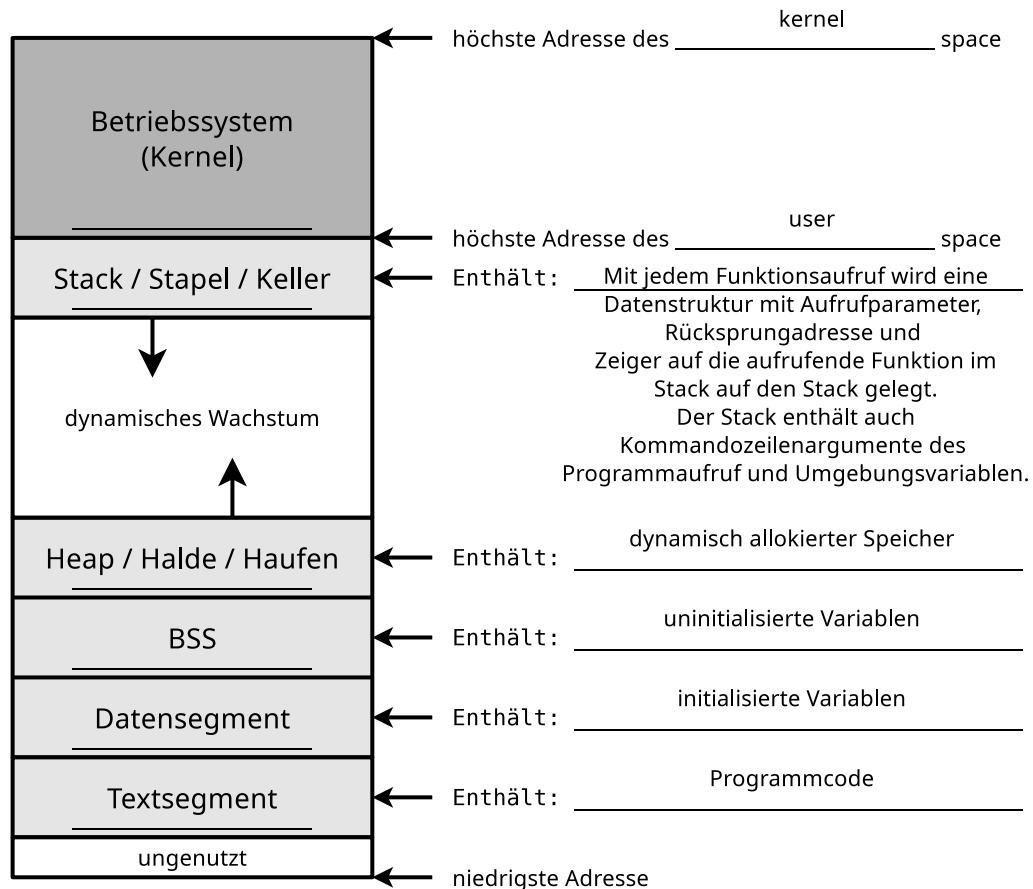 kernel
höchste Adresse des space
Betriebssystem
(Kernel)
user
höchste Adresse des space
Stack / Stapel / Keller
Enthält: Mit jedem Funktionsaufruf wird eine
Datenstruktur mit Aufrufparameter,
Rücksprungadresse und
Zeiger auf die aufrufende Funktion im
Stack auf den Stack gelegt.
Der Stack enthält auch
Kommandozeilenargumente des
Programmaufruf und Umgebungsvariablen.
dynamisches Wachstum
Heap / Halde / Haufen
Enthält: dynamisch allokierter Speicher
BSS
Enthält: uninitialisierte Variablen
Datensegment
Enthält: initialisierte Variablen
Textsegment
Enthält: Programmcode
ungenutzt
niedrigste Adresse